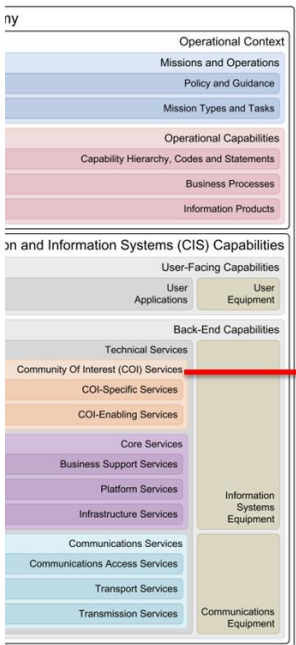 my
Operational Context
Missions and Operations
Policy and Guidance
Mission Types and Tasks
Operational Capabilities
Capability Hierarchy, Codes and Statements
Business Processes
Information Products
on and Information Systems (CIS) Capabilities
User-Facing Capabilities
User
Applications
User
Equipment
Back-End Capabilities
Technical Services
Community Of Interest (COI) Services
COI-Specific Services
COI-Enabling Services
Core Services
Business Support Services
Platform Services
Infrastructure Services
Information
Systems
Equipment
Communications Services
Communications Access Services
Transport Services
Transmission Services
Communications
Equipment